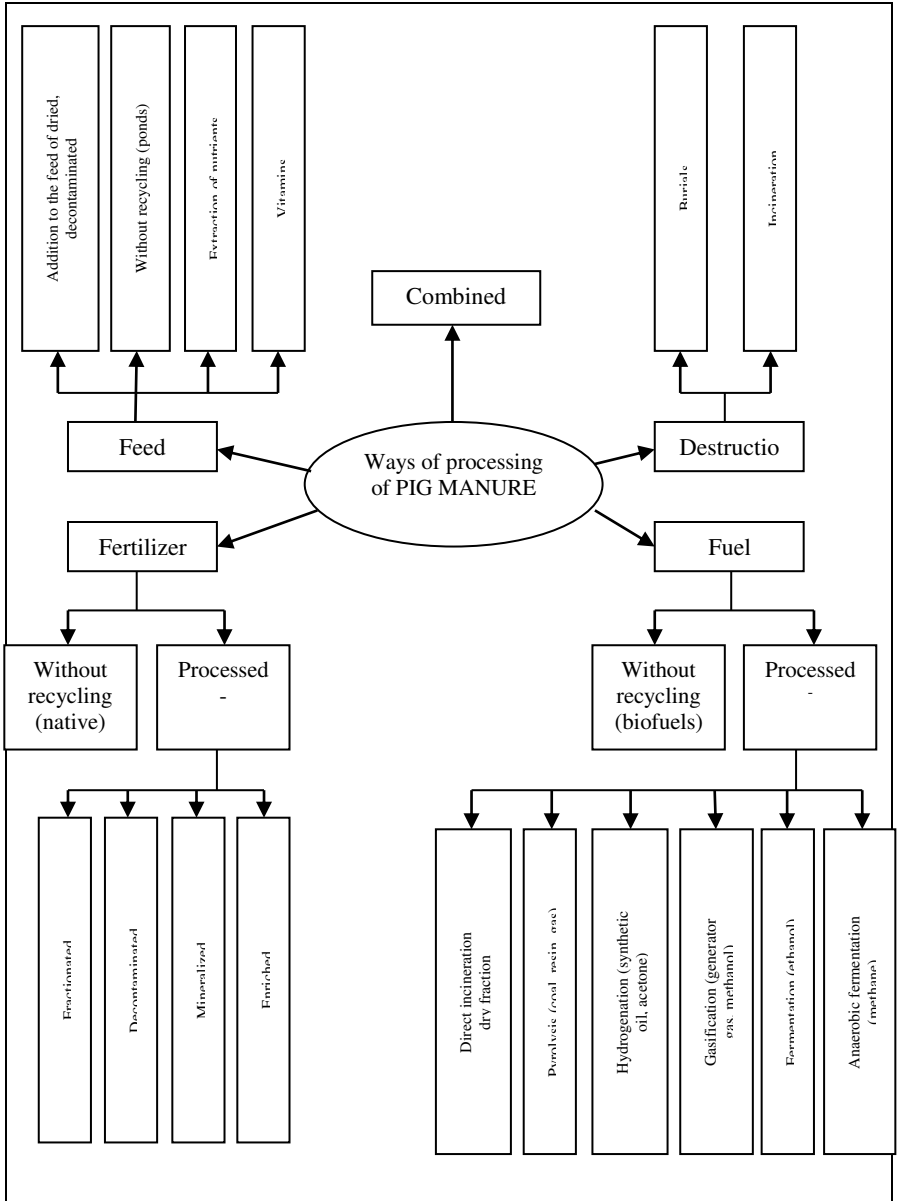 Addition to the feed of dried,
decontaminated
Without recycling (ponds)
Extraction of nutrients
Vitamins
Burials
Incineration
Combined
Feed
Ways of processing
of PIG MANURE
Destructio
Fertilizer
Fuel
Without
recycling
(native)
Processed
-
Without
recycling
(biofuels)
Processed
-
Fractionated
Decontaminated
Mineralized
Enriched
Direct incineration
dry fraction
Pyrolysis (coal, resin, gas)
Hydrogenation (synthetic
oil, acetone)
Gasification (generator
gas, methanol)
Fermentation (ethanol)
Anaerobic fermentation
(methane)